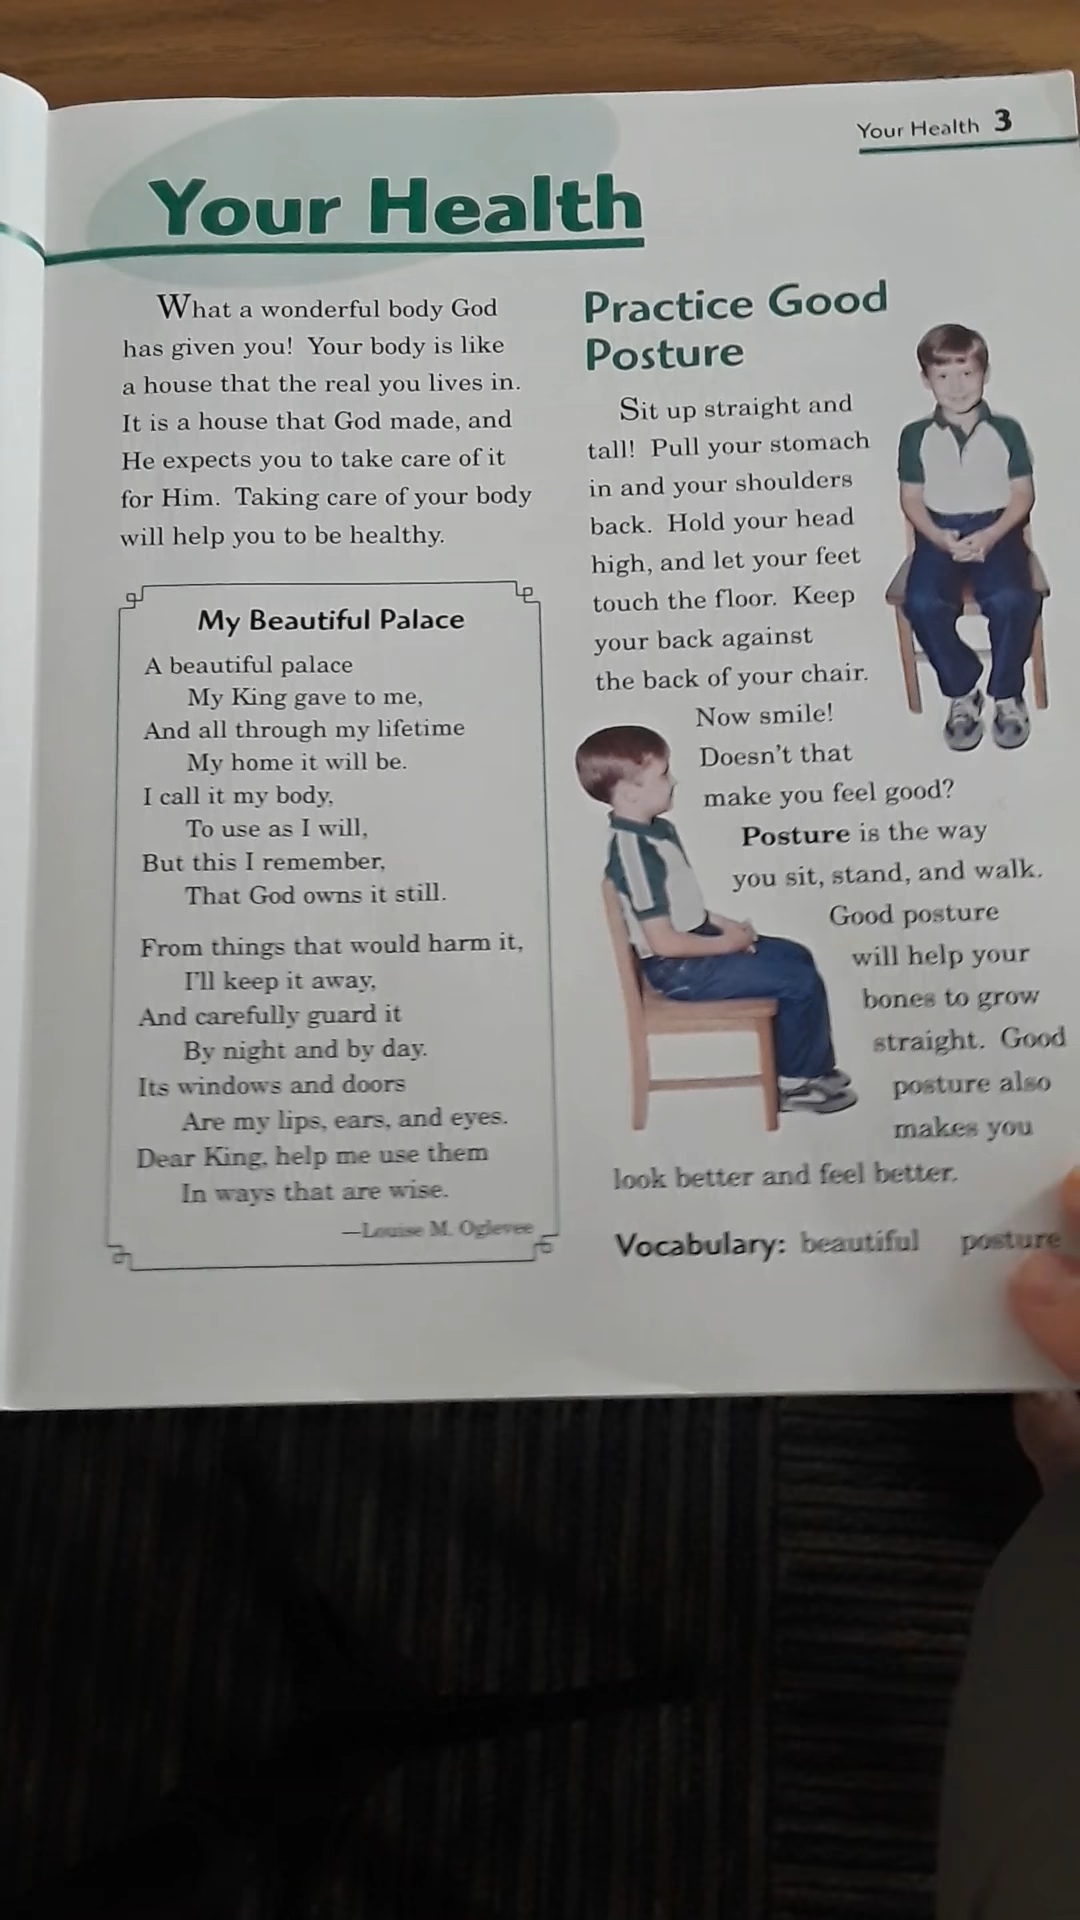 Your Health 3
Your Health
What a wonderful body God
has given you! Your body is like
a house that the real you lives in.
It is a house that God made, and
He expects you to take care of it
for Him. Taking care of your body
will help you to be healthy.
My Beautiful Palace
A beautiful palace
My King gave to me,
And all through my lifetime
My home it will be.
I call it my body,
To use as I will,
But this I remember,
That God owns it still.
From things that would harm it,
I'll keep it away,
And carefully guard it
By night and by day.
Its windows and doors
Are my lips, ears, and eyes.
Dear King, help me use them
In ways that are wise.
—Louise M. Oglevee
Practice Good
Posture
Sit up straight and
tall! Pull your stomach
in and your shoulders
back. Hold your head
high, and let your feet
touch the floor. Keep
your back against
the back of your chair.
Now smile!
Doesn't that
make you feel good?
Posture is the way
you sit, stand, and walk.
Good posture
will help your
bones to grow
straight. Good
posture also
makes you
look better and feel better.
Vocabulary: beautiful posture